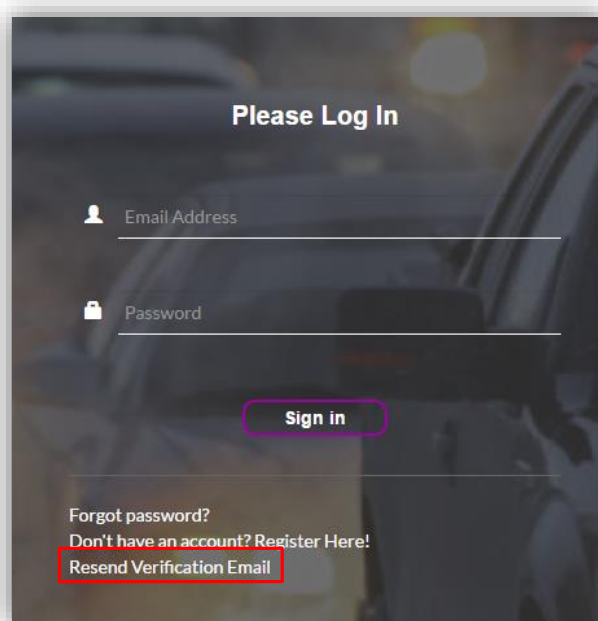 Please Log In
Email Address
Password
Sign in
Forgot password?
Don't have an account? Register Here!
Resend Verification Email